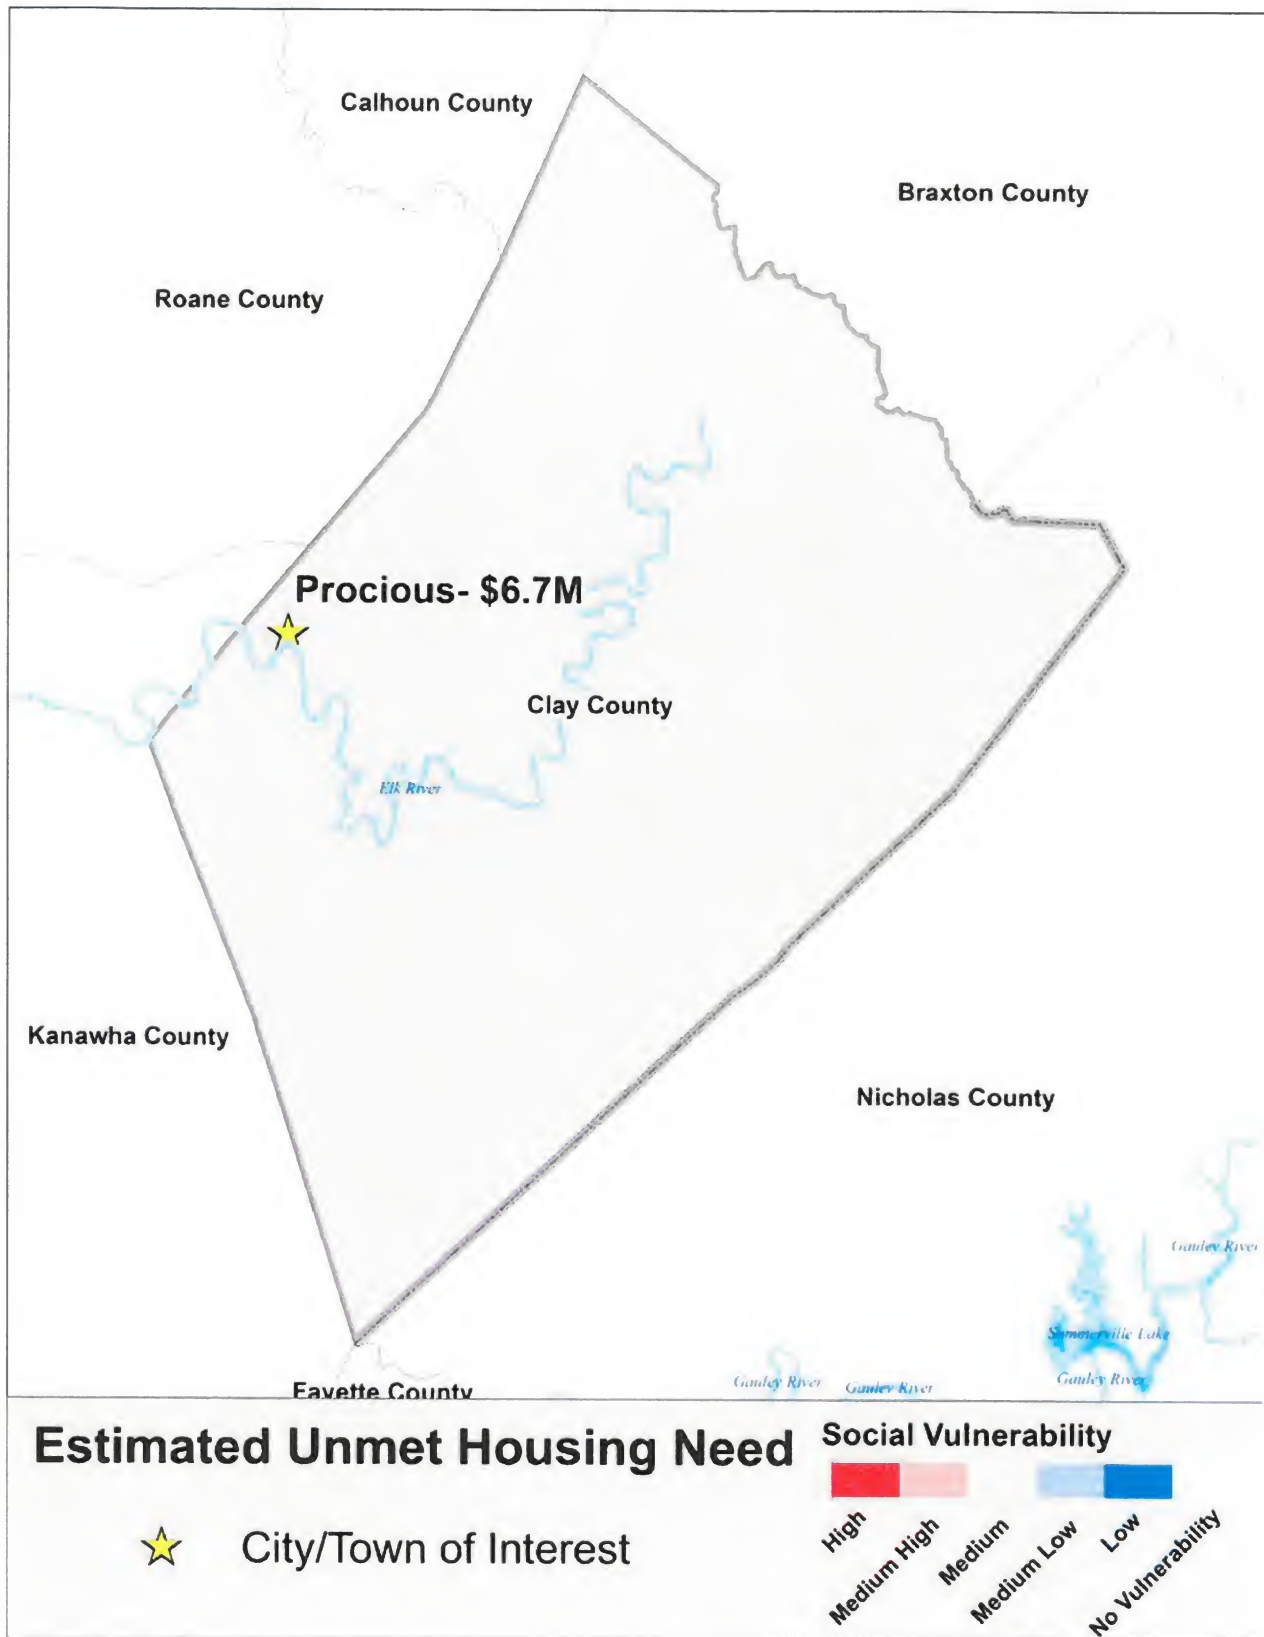 Calhoun County
Braxton County
Roane County
Procious- $6.7M
Clay County
Elk River
Kanawha County
Nicholas County
Gauley River
Summerville Lake
Gauley River
Gauley River
Gauley River
Fayette County
Estimated Unmet Housing Need
City/Town of Interest
Social Vulnerability
High
Medium High
Medium
Medium Low
Low
No Vulnerability